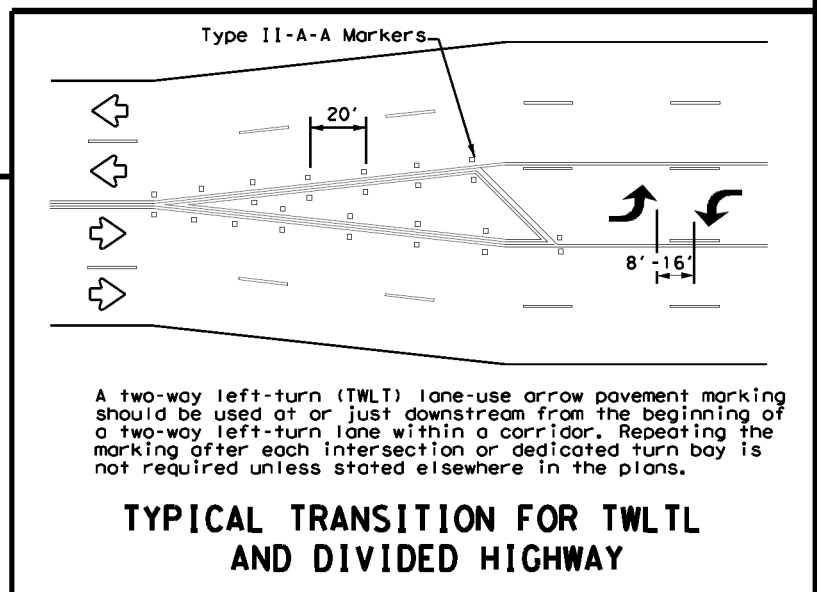 Type II-A-A Markers
20'
8' -16'
A two-way left-turn (TWLT) lane-use arrow pavement marking
should be used at or just downstream from the beginning of
a two-way left-turn lane within a corridor. Repeating the
marking after each intersection or dedicated turn bay is
not required unless stated elsewhere in the plans.
TYPICAL TRANSITION FOR TWLTL
AND DIVIDED HIGHWAY